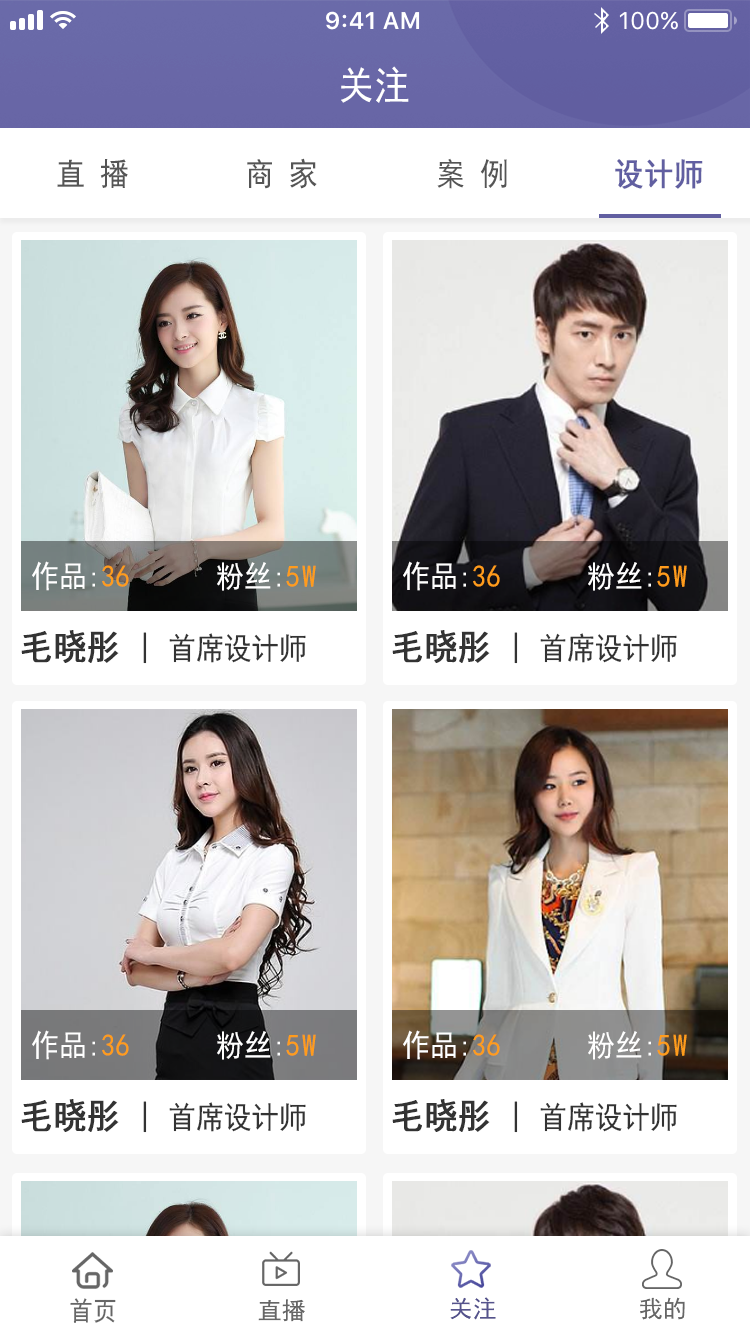 9:41 AM 100%
关注
直播 商家 案例 设计师
作品:36 粉丝:5W 作品:36 粉丝:5W
毛晓彤 | 首席设计师 毛晓彤 | 首席设计师
作品:36 粉丝:5W 作品:36 粉丝:5W
毛晓彤 | 首席设计师 毛晓彤 | 首席设计师
首页 直播 关注 我的